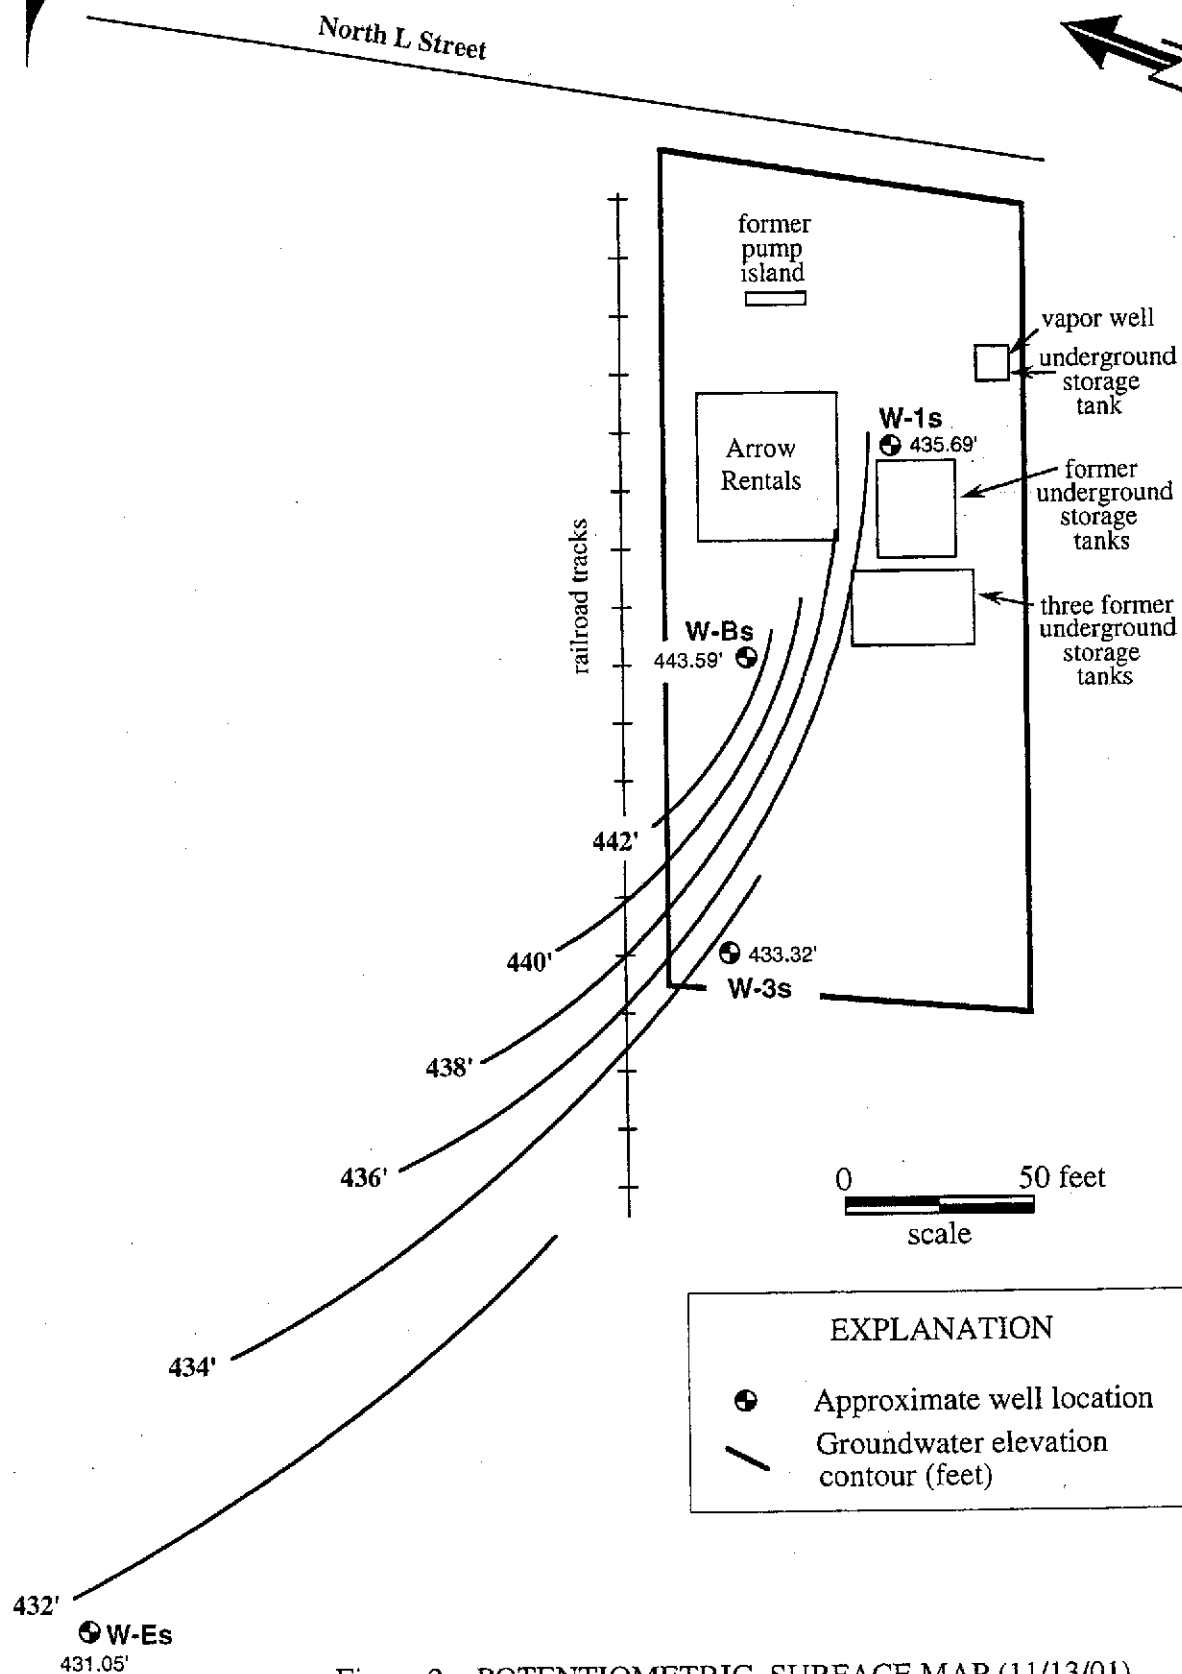 North L Street
former
pump
island
vapor well
underground
storage
tank
W-1s
435.69'
Arrow
Rentals
former
underground
storage
tanks
railroad tracks
three former
underground
storage
tanks
W-Bs
443.59'
442'
440'
433.32'
W-3s
438'
436'
0 50 feet
scale
434'
EXPLANATION
Approximate well location
Groundwater elevation
contour (feet)
432'
W-Es
431.05'
POTENTIOMETRIC SURFACE MAP (11/13/01)